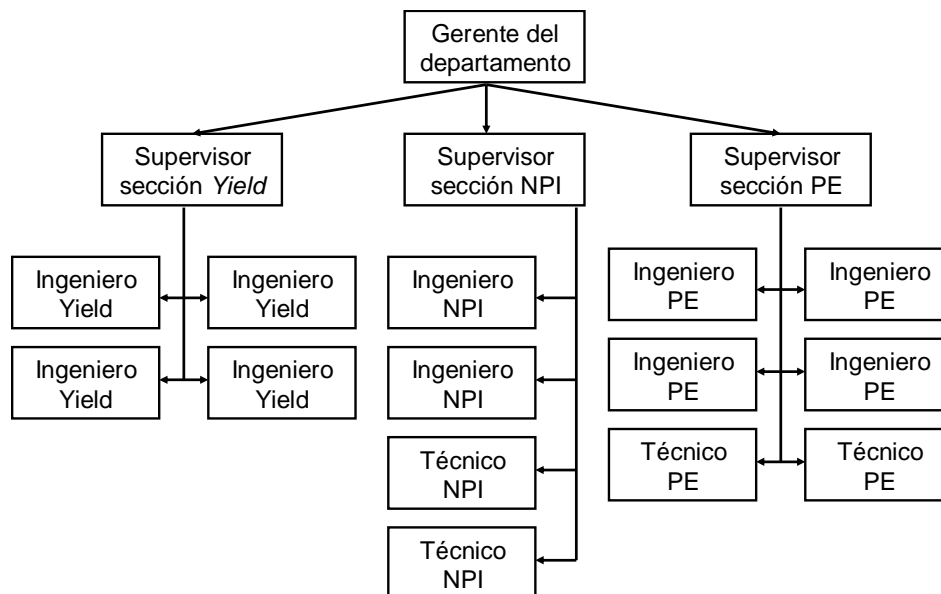 Gerente del
departamento
Supervisor
sección Yield
Supervisor
sección NPI
Supervisor
sección PE
Ingeniero
Yield
Ingeniero
Yield
Ingeniero
Yield
Ingeniero
Yield
Ingeniero
NPI
Ingeniero
NPI
Técnico
NPI
Técnico
NPI
Ingeniero
PE
Ingeniero
PE
Ingeniero
PE
Ingeniero
PE
Técnico
PE
Técnico
PE